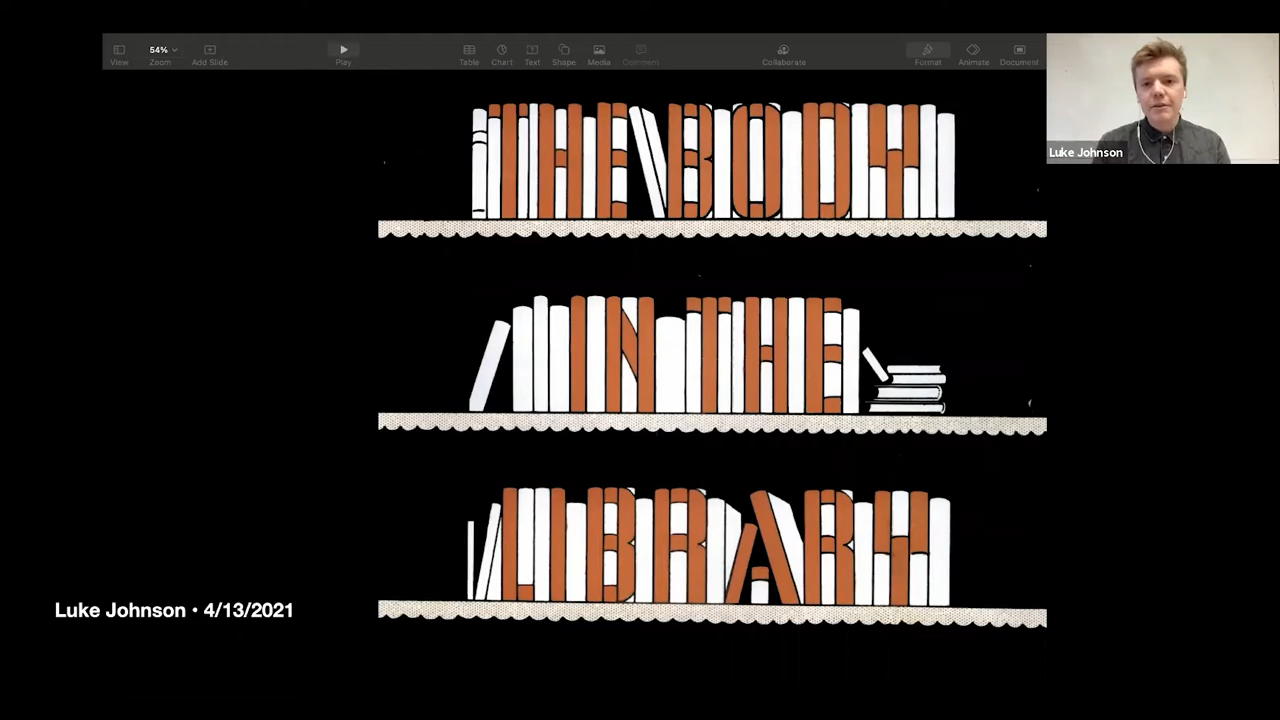 54%
View
Zoom
Add Slide
Play
Table
Chart
Text
Shape
Media
Comment
Collaborate
Format
Animate
Document
Luke Johnson
THE BODY
IN THE
LIBRARY
Luke Johnson • 4/13/2021